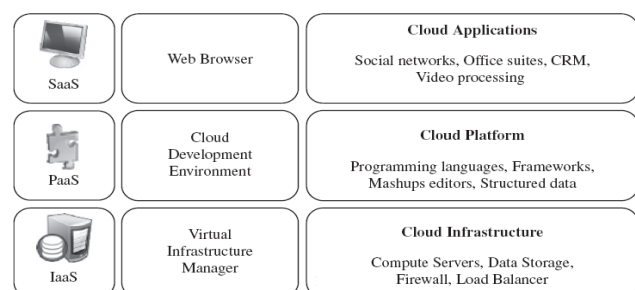 SaaS
Web Browser
Cloud Applications
Social networks, Office suites, CRM,
Video processing
PaaS
Cloud
Development
Environment
Cloud Platform
Programming languages, Frameworks,
Mashups editors, Structured data
IaaS
Virtual
Infrastructure
Manager
Cloud Infrastructure
Compute Servers, Data Storage,
Firewall, Load Balancer